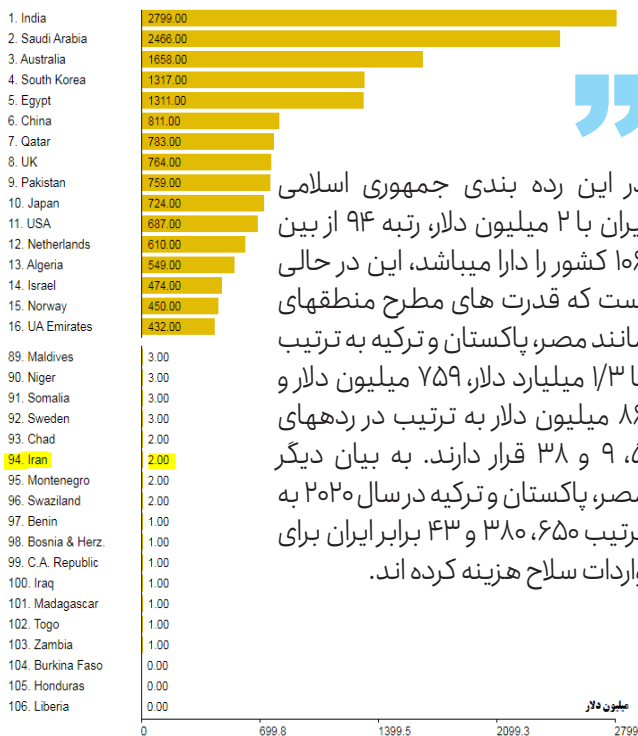 1. India 2799.00
2. Saudi Arabia 2466.00
3. Australia 1658.00
4. South Korea 1317.00
5. Egypt 1311.00
6. China 811.00
7. Qatar 783.00
8. UK 764.00
9. Pakistan 759.00
10. Japan 724.00
11. USA 687.00
12. Netherlands 610.00
13. Algeria 549.00
14. Israel 474.00
15. Norway 450.00
16. UA Emirates 432.00
89. Maldives 3.00
90. Niger 3.00
91. Somalia 3.00
92. Sweden 3.00
93. Chad 2.00
94. Iran 2.00
95. Montenegro 2.00
96. Swaziland 2.00
97. Benin 1.00
98. Bosnia & Herz. 1.00
99. C.A. Republic 1.00
100. Iraq 1.00
101. Madagascar 1.00
102. Togo 1.00
103. Zambia 1.00
104. Burkina Faso 0.00
105. Honduras 0.00
106. Liberia 0.00
0 699.8 1399.5 2099.3 2799
میلیون دلار
در این رده بندی جمهوری اسلامی
ایران با ۲ میلیون دلار، رتبه ۹۴ از بین
۱۰۶ کشور را دارا میباشد، این در حالی
است که قدرت های مطرح منطقهای
مانند مصر، پاکستان و ترکیه به ترتیب
با ۱/۳ میلیارد دلار، ۷۵۹ میلیون دلار و
۸۶ میلیون دلار به ترتیب در ردههای
۵، ۹ و ۳۸ قرار دارند. به بیان دیگر
مصر، پاکستان و ترکیه در سال ۲۰۲۰ به
ترتیب ۶۵۰، ۳۸۰ و ۴۳ برابر ایران برای
واردات سلاح هزینه کرده اند.